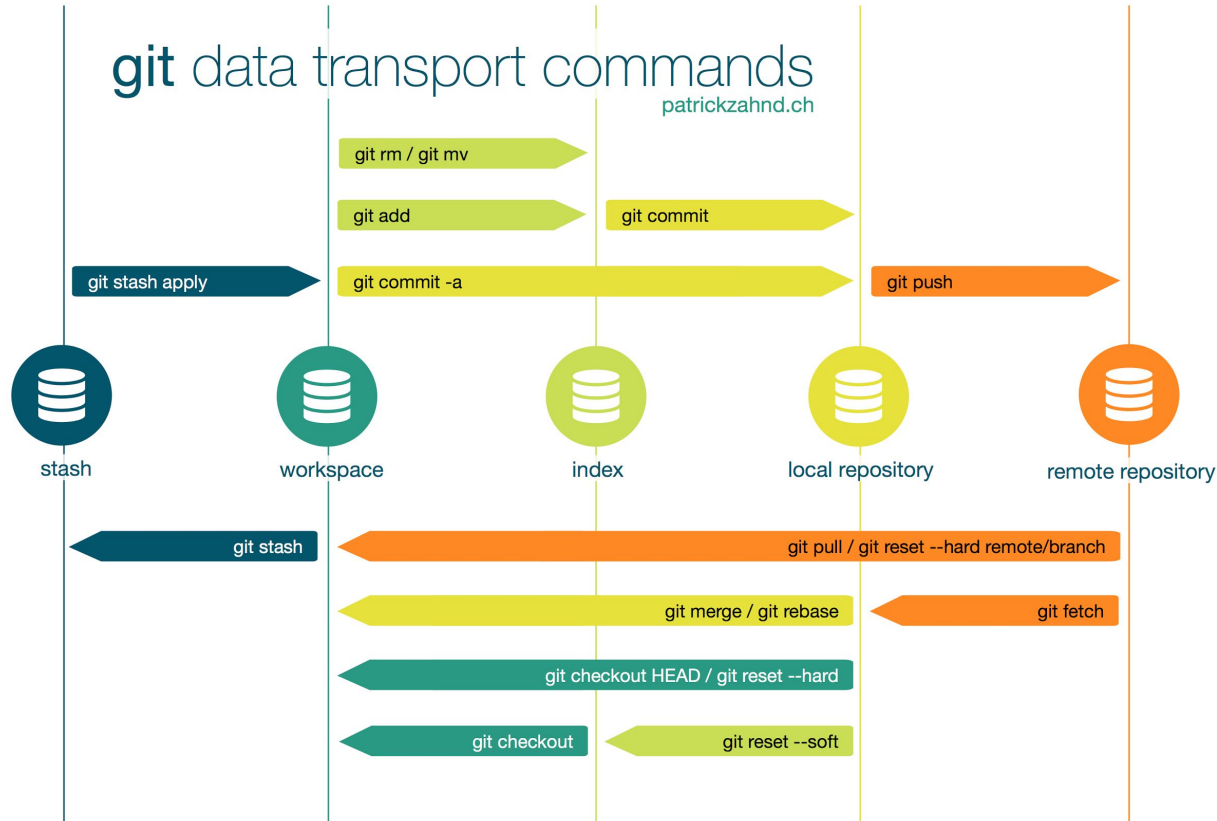 git data transport commands
patrickzahnd.ch
git rm / git mv
git add
git commit
git stash apply
git commit -a
git push
stash
workspace
index
local repository
remote repository
git stash
git pull / git reset --hard remote/branch
git merge / git rebase
git fetch
git checkout HEAD / git reset --hard
git checkout
git reset --soft